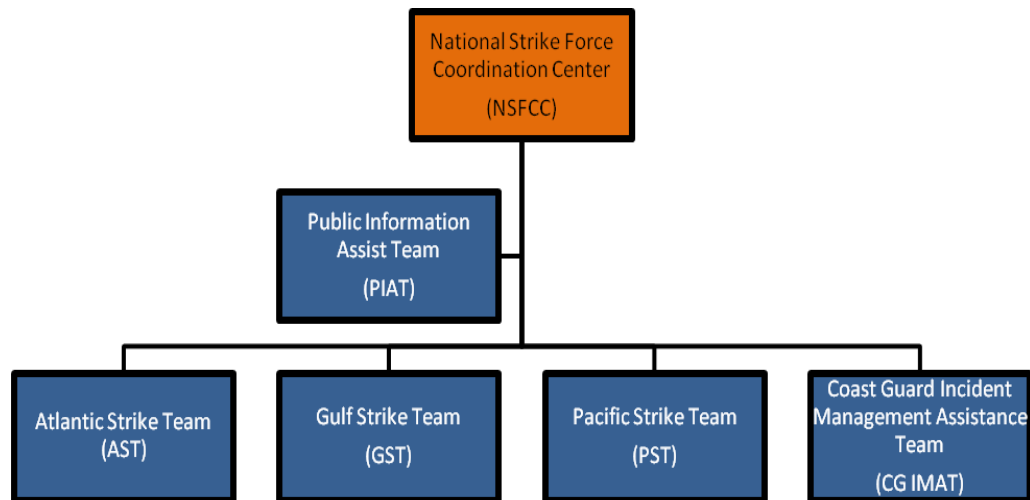 National Strike Force
Coordination Center
(NSFCC)
Public Information
Assist Team
(PIAT)
Atlantic Strike Team
(AST)
Gulf Strike Team
(GST)
Pacific Strike Team
(PST)
Coast Guard Incident
Management Assistance
Team
(CG IMAT)